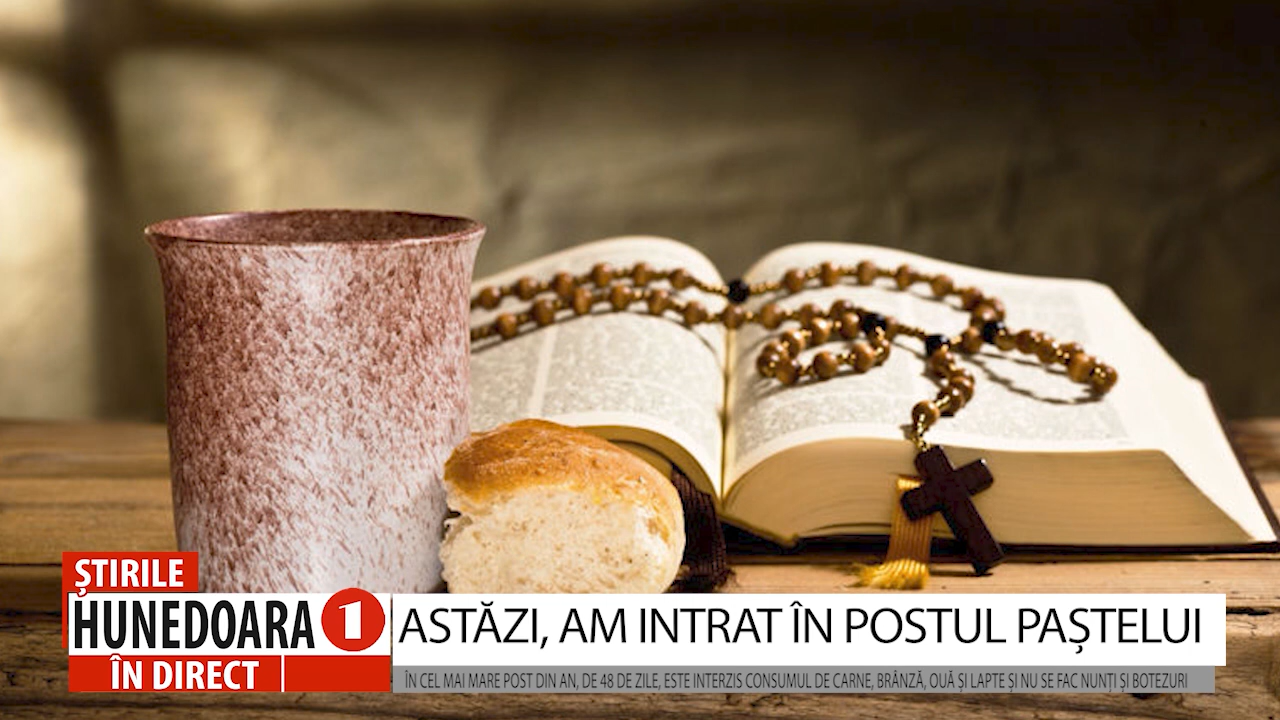 ȘTIRILE
HUNEDOARA 1
ÎN DIRECT
ASTĂZI, AM INTRAT ÎN POSTUL PAȘTELUI
ÎN CEL MAI MARE POST DIN AN, DE 48 DE ZILE, ESTE INTERZIS CONSUMUL DE CARNE, BRÂNZĂ, OUĂ ȘI LAPTE ȘI NU SE FAC NUNȚI ȘI BOTEZURI